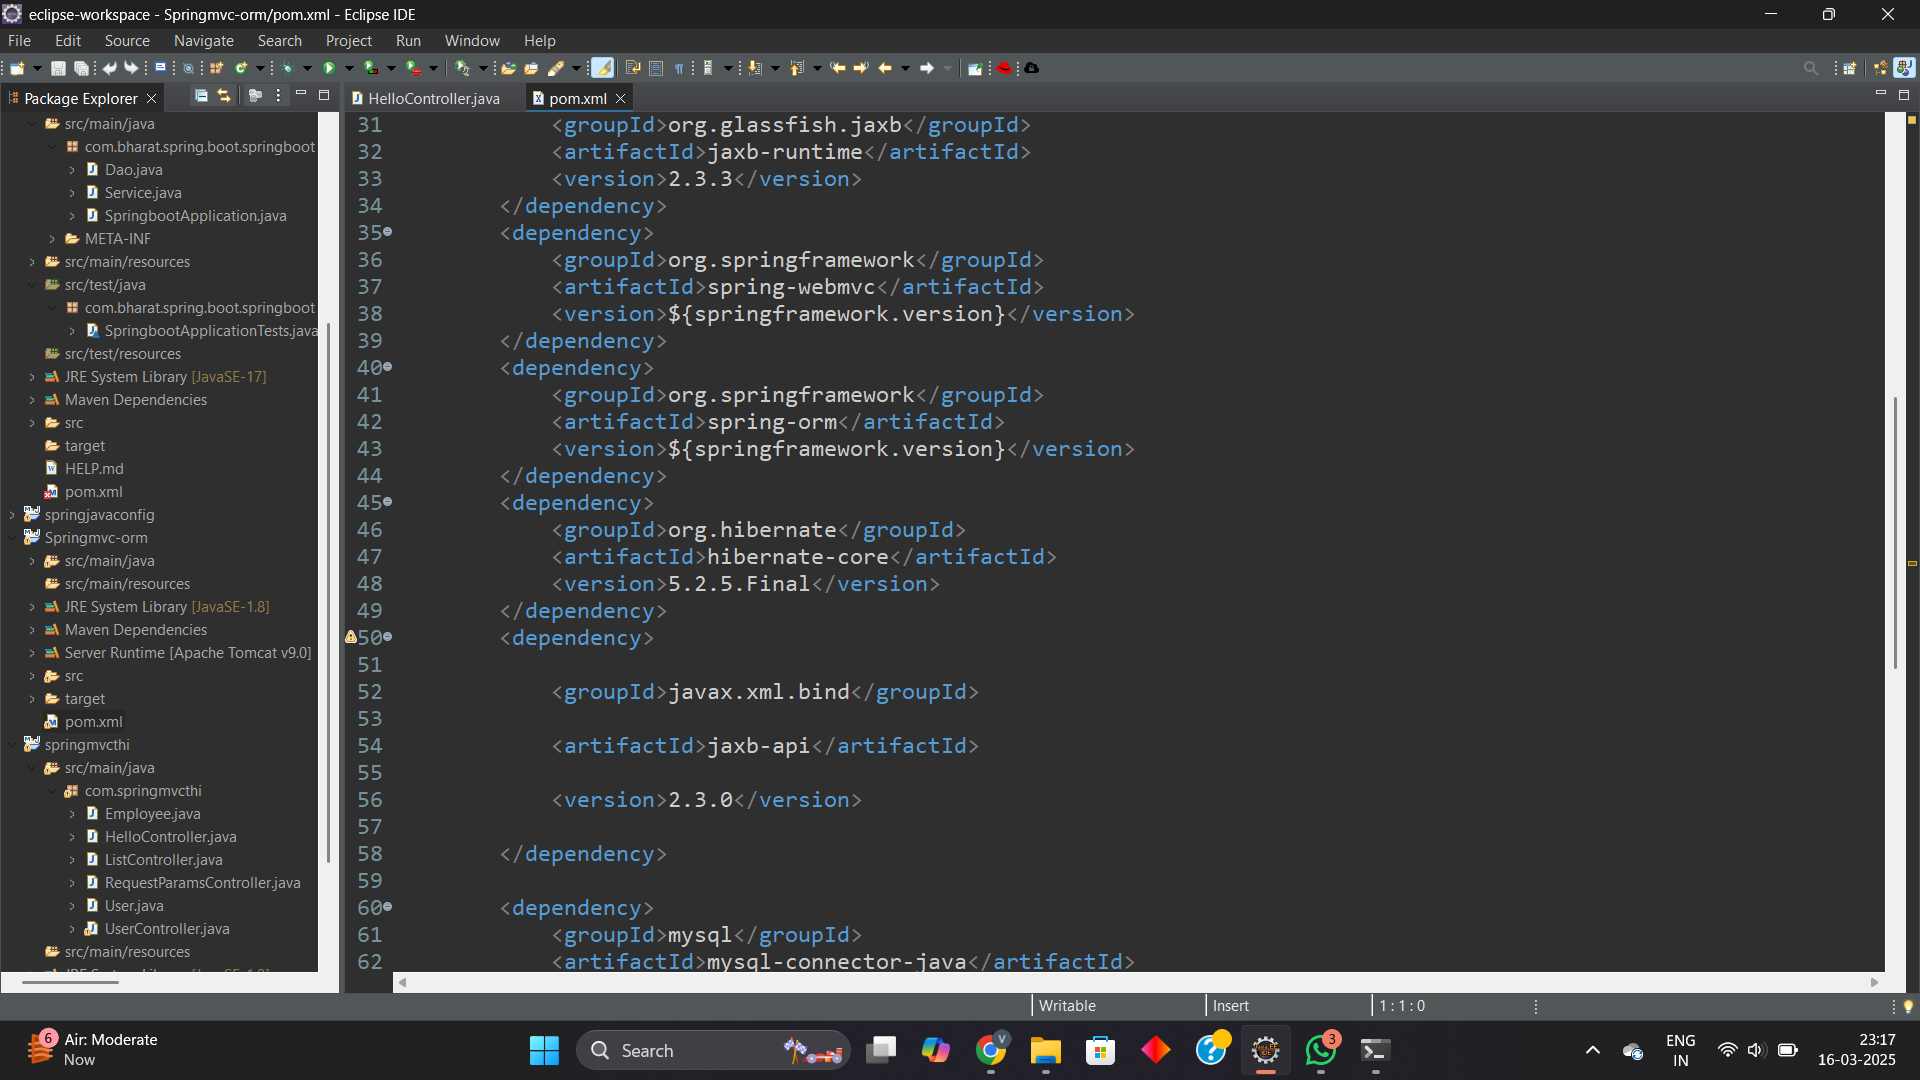 eclipse-workspace - Springmvc-orm/pom.xml - Eclipse IDE
File Edit Source Navigate Search Project Run Window Help
Package Explorer
HelloController.java
pom.xml
src/main/java
com.bharat.spring.boot.springboot
Dao.java
Service.java
SpringbootApplication.java
META-INF
src/main/resources
src/test/java
com.bharat.spring.boot.springboot
SpringbootApplicationTests.java
src/test/resources
JRE System Library [JavaSE-17]
Maven Dependencies
src
target
HELP.md
pom.xml
springjavaconfig
Springmvc-orm
src/main/java
src/main/resources
JRE System Library [JavaSE-1.8]
Maven Dependencies
Server Runtime [Apache Tomcat v9.0]
src
target
pom.xml
springmvcthi
src/main/java
com.springmvcthi
Employee.java
HelloController.java
ListController.java
RequestParamsController.java
User.java
UserController.java
src/main/resources
31 <groupId>org.glassfish.jaxb</groupId>
32 <artifactId>jaxb-runtime</artifactId>
33 <version>2.3.3</version>
34 </dependency>
35 <dependency>
36 <groupId>org.springframework</groupId>
37 <artifactId>spring-webmvc</artifactId>
38 <version>${springframework.version}</version>
39 </dependency>
40 <dependency>
41 <groupId>org.springframework</groupId>
42 <artifactId>spring-orm</artifactId>
43 <version>${springframework.version}</version>
44 </dependency>
45 <dependency>
46 <groupId>org.hibernate</groupId>
47 <artifactId>hibernate-core</artifactId>
48 <version>5.2.5.Final</version>
49 </dependency>
50 <dependency>
51
52 <groupId>javax.xml.bind</groupId>
53
54 <artifactId>jaxb-api</artifactId>
55
56 <version>2.3.0</version>
57
58 </dependency>
59
60 <dependency>
61 <groupId>mysql</groupId>
62 <artifactId>mysql-connector-java</artifactId>
Writable Insert 1 : 1 : 0
6
Air: Moderate
Now
Search
V
3
ENG
IN
23:17
16-03-2025